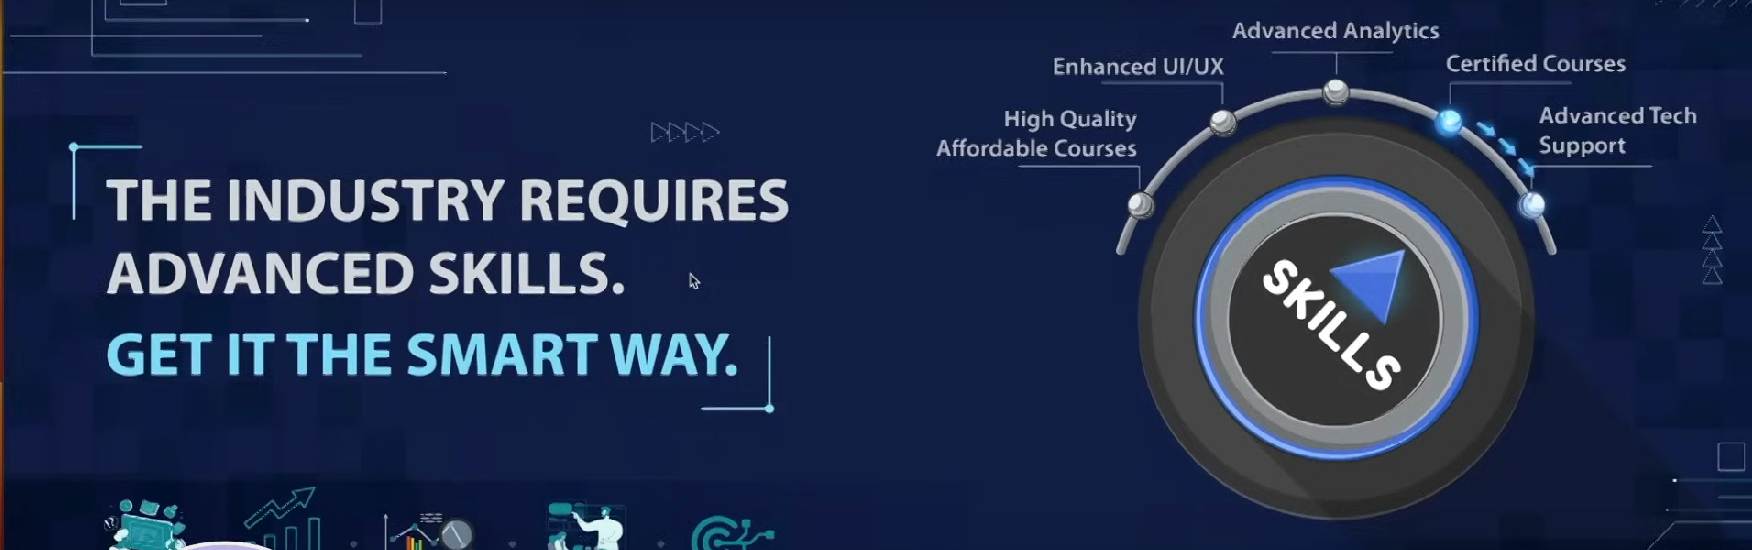 THE INDUSTRY REQUIRES
ADVANCED SKILLS.
GET IT THE SMART WAY.
High Quality
Affordable Courses
Enhanced UI/UX
Advanced Analytics
Certified Courses
Advanced Tech
Support
SKILLS